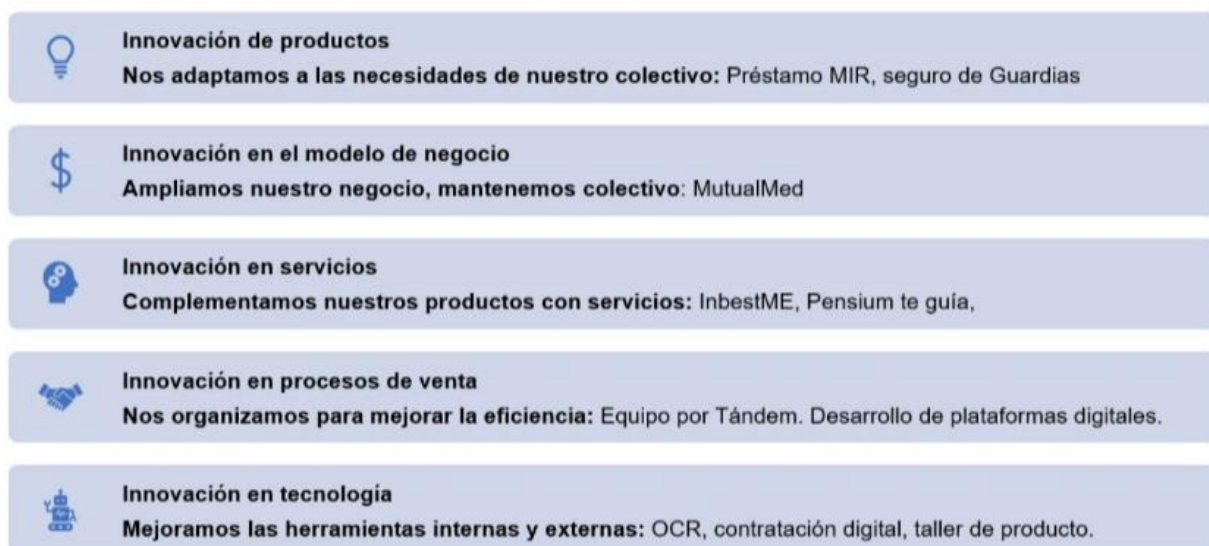 Innovación de productos
Nos adaptamos a las necesidades de nuestro colectivo: Préstamo MIR, seguro de Guardias
Innovación en el modelo de negocio
Ampliamos nuestro negocio, mantenemos colectivo: MutualMed
Innovación en servicios
Complementamos nuestros productos con servicios: InbestME, Pensium te guía,
Innovación en procesos de venta
Nos organizamos para mejorar la eficiencia: Equipo por Tándem. Desarrollo de plataformas digitales.
Innovación en tecnología
Mejoramos las herramientas internas y externas: OCR, contratación digital, taller de producto.